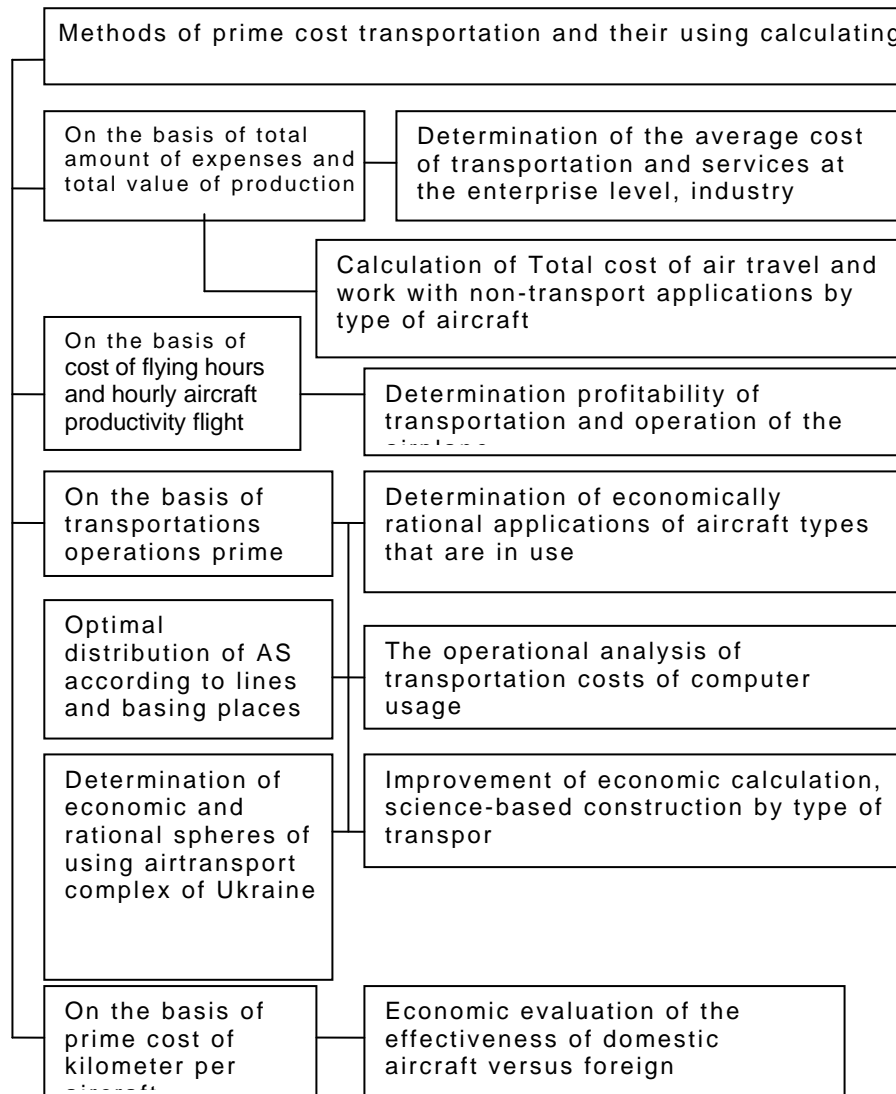 Methods of prime cost transportation and their using calculating
On the basis of total
amount of expenses and
total value of production
Determination of the average cost
of transportation and services at
the enterprise level, industry
Calculation of Total cost of air travel and
work with non-transport applications by
type of aircraft
On the basis of
cost of flying hours
and hourly aircraft
productivity flight
Determination profitability of
transportation and operation of the
On the basis of
transportations
operations prime
Determination of economically
rational applications of aircraft types
that are in use
Optimal
distribution of AS
according to lines
and basing places
The operational analysis of
transportation costs of computer
usage
Determination of
economic and
rational spheres of
using airtransport
complex of Ukraine
Improvement of economic calculation,
science-based construction by type of
transpor
On the basis of
prime cost of
kilometer per
Economic evaluation of the
effectiveness of domestic
aircraft versus foreign